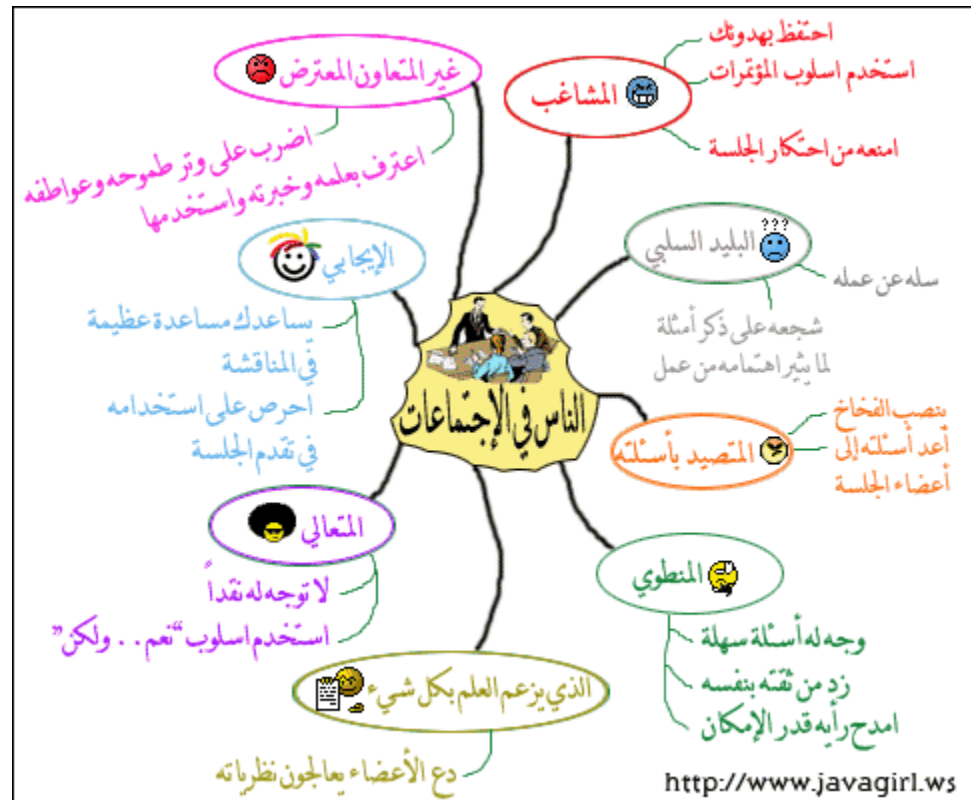 الناس في الإجتماعات
المشاغب
احتفظ بهدوئك
استخدم اسلوب المؤتمرات
امنعه من احتكار الجلسة
البليد السلبي
???
سله عن عمله
شجعه على ذكر أمثلة
لما يثير اهتمامه من عمل
المتصيد بأسئلته
ينصب الفخاخ
أعد أسئلته إلى
أعضاء الجلسة
المنطوي
وجه له أسئلة سهلة
زد من ثقته بنفسه
امدح رأيه قدر الإمكان
الذي يزعم العلم بكل شيء
دع الأعضاء يعالجون نظرياته
المتعالي
لا توجه له نقداً
استخدم اسلوب “نعم . . ولكن”
الإيجابي
يساعدك مساعدة عظيمة
في المناقشة
احرص على استخدامه
في تقدم الجلسة
غير المتعاون المعترض
اضرب على وتر طموحه وعواطفه
اعترف بعلمه وخبرته واستخدمها
http://www.javagirl.ws